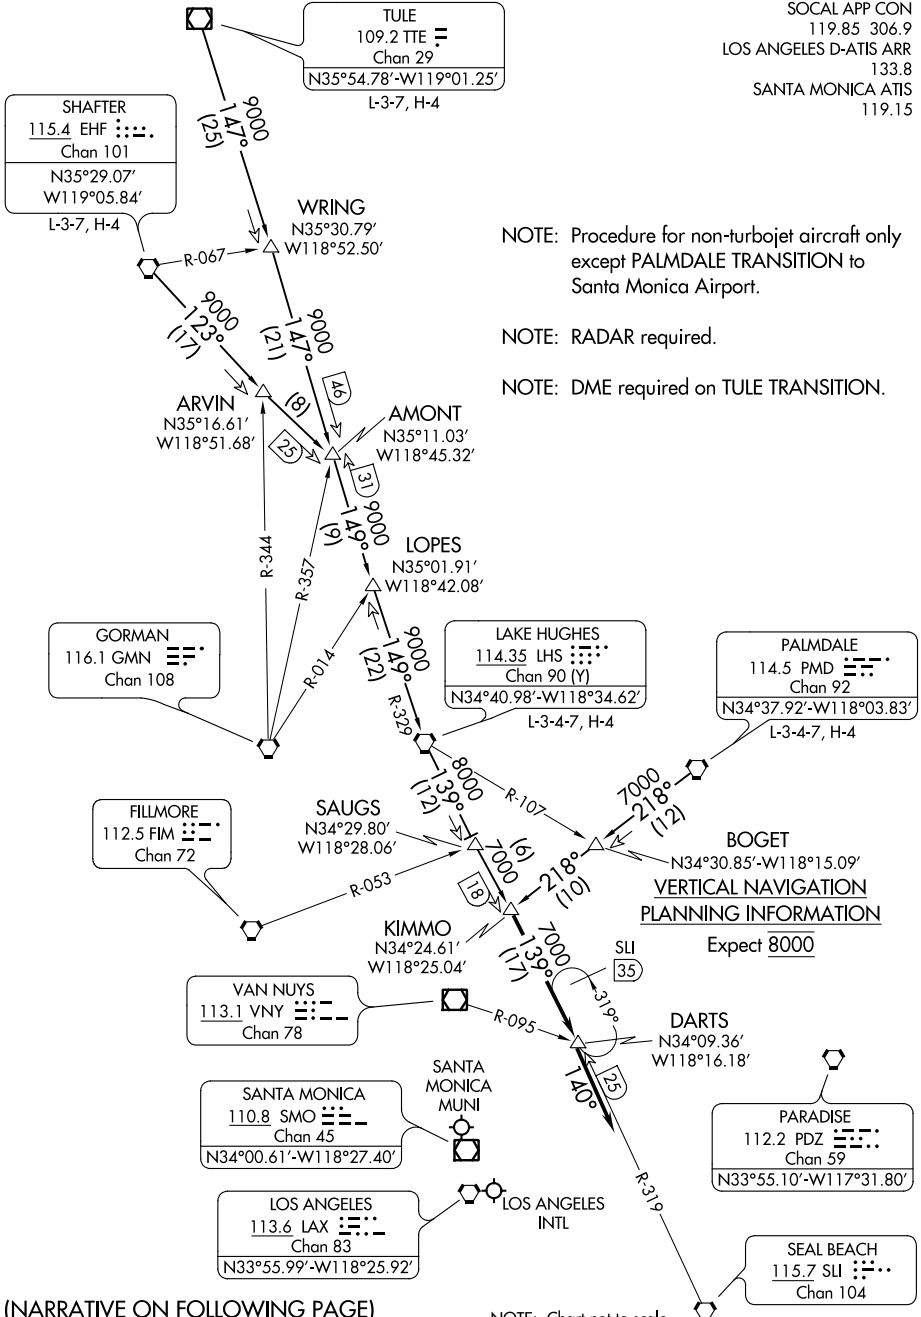 TULE
109.2 TTE
Chan 29
N35°54.78'-W119°01.25'
L-3-7, H-4
SOCAL APP CON
119.85 306.9
LOS ANGELES D-ATIS ARR
133.8
SANTA MONICA ATIS
119.15
SHAFTER
115.4 EHF
Chan 101
N35°29.07'
W119°05.84'
L-3-7, H-4
9000
147°
(25)
WRING
N35°30.79'
W118°52.50'
R-067
NOTE: Procedure for non-turbojet aircraft only
except PALMDALE TRANSITION to
Santa Monica Airport.
NOTE: RADAR required.
NOTE: DME required on TULE TRANSITION.
9000
123°
(17)
9000
147°
(21)
46
ARVIN
N35°16.61'
W118°51.68'
(8)
25
AMONT
N35°11.03'
W118°45.32'
31
9000
149°
(9)
R-344
R-357
LOPES
N35°01.91'
W118°42.08'
GORMAN
116.1 GMN
Chan 108
R-014
9000
149°
(22)
R-329
LAKE HUGHES
114.35 LHS
Chan 90 (Y)
N34°40.98'-W118°34.62'
L-3-4-7, H-4
PALMDALE
114.5 PMD
Chan 92
N34°37.92'-W118°03.83'
L-3-4-7, H-4
8000
139°
(12)
R-107
7000
218°
(12)
FILLMORE
112.5 FIM
Chan 72
SAUGS
N34°29.80'
W118°28.06'
R-053
(6)
7000
18
218°
(10)
BOGET
N34°30.85'-W118°15.09'
VERTICAL NAVIGATION
PLANNING INFORMATION
Expect 8000
KIMMO
N34°24.61'
W118°25.04'
7000
139°
(17)
SLI
35
319°
VAN NUYS
113.1 VNY
Chan 78
R-095
DARTS
N34°09.36'
W118°16.18'
25
140°
SANTA
MONICA
MUNI
SANTA MONICA
110.8 SMO
Chan 45
N34°00.61'-W118°27.40'
PARADISE
112.2 PDZ
Chan 59
N33°55.10'-W117°31.80'
LOS ANGELES
113.6 LAX
Chan 83
N33°55.99'-W118°25.92'
LOS ANGELES
INTL
R-319
SEAL BEACH
115.7 SLI
Chan 104
(NARRATIVE ON FOLLOWING PAGE)
NOTE: Chart not to scale